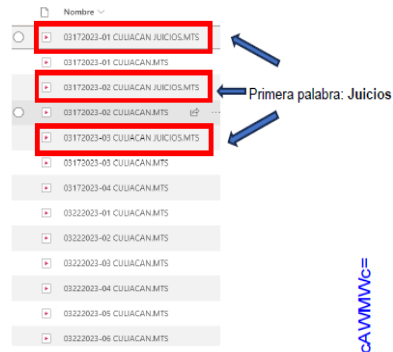 Nombre
03172023-01 CULIACAN JUICIOS.MTS
03172023-01 CULIACAN.MTS
03172023-02 CULIACAN JUICIOS.MTS
Primera palabra: Juicios
03172023-02 CULIACAN.MTS
03172023-03 CULIACAN JUICIOS.MTS
03172023-03 CULIACAN.MTS
03172023-04 CULIACAN.MTS
03222023-01 CULIACAN.MTS
03222023-02 CULIACAN.MTS
03222023-03 CULIACAN.MTS
03222023-04 CULIACAN.MTS
03222023-05 CULIACAN.MTS
03222023-06 CULIACAN.MTS
cAWMWc=